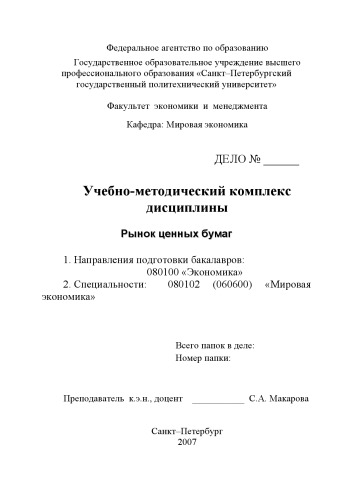 Федеральное агентство по образованию
Государственное образовательное учреждение высшего
профессионального образования «Санкт–Петербургский
государственный политехнический университет»
Факультет экономики и менеджмента
Кафедра: Мировая экономика
ДЕЛО № ______
Учебно-методический комплекс
дисциплины
Рынок ценных бумаг
1. Направления подготовки бакалавров:
080100 «Экономика»
2. Специальности: 080102 (060600) «Мировая
экономика»
Всего папок в деле:
Номер папки:
Преподаватель к.э.н., доцент ___________ С.А. Макарова
Санкт–Петербург
2007